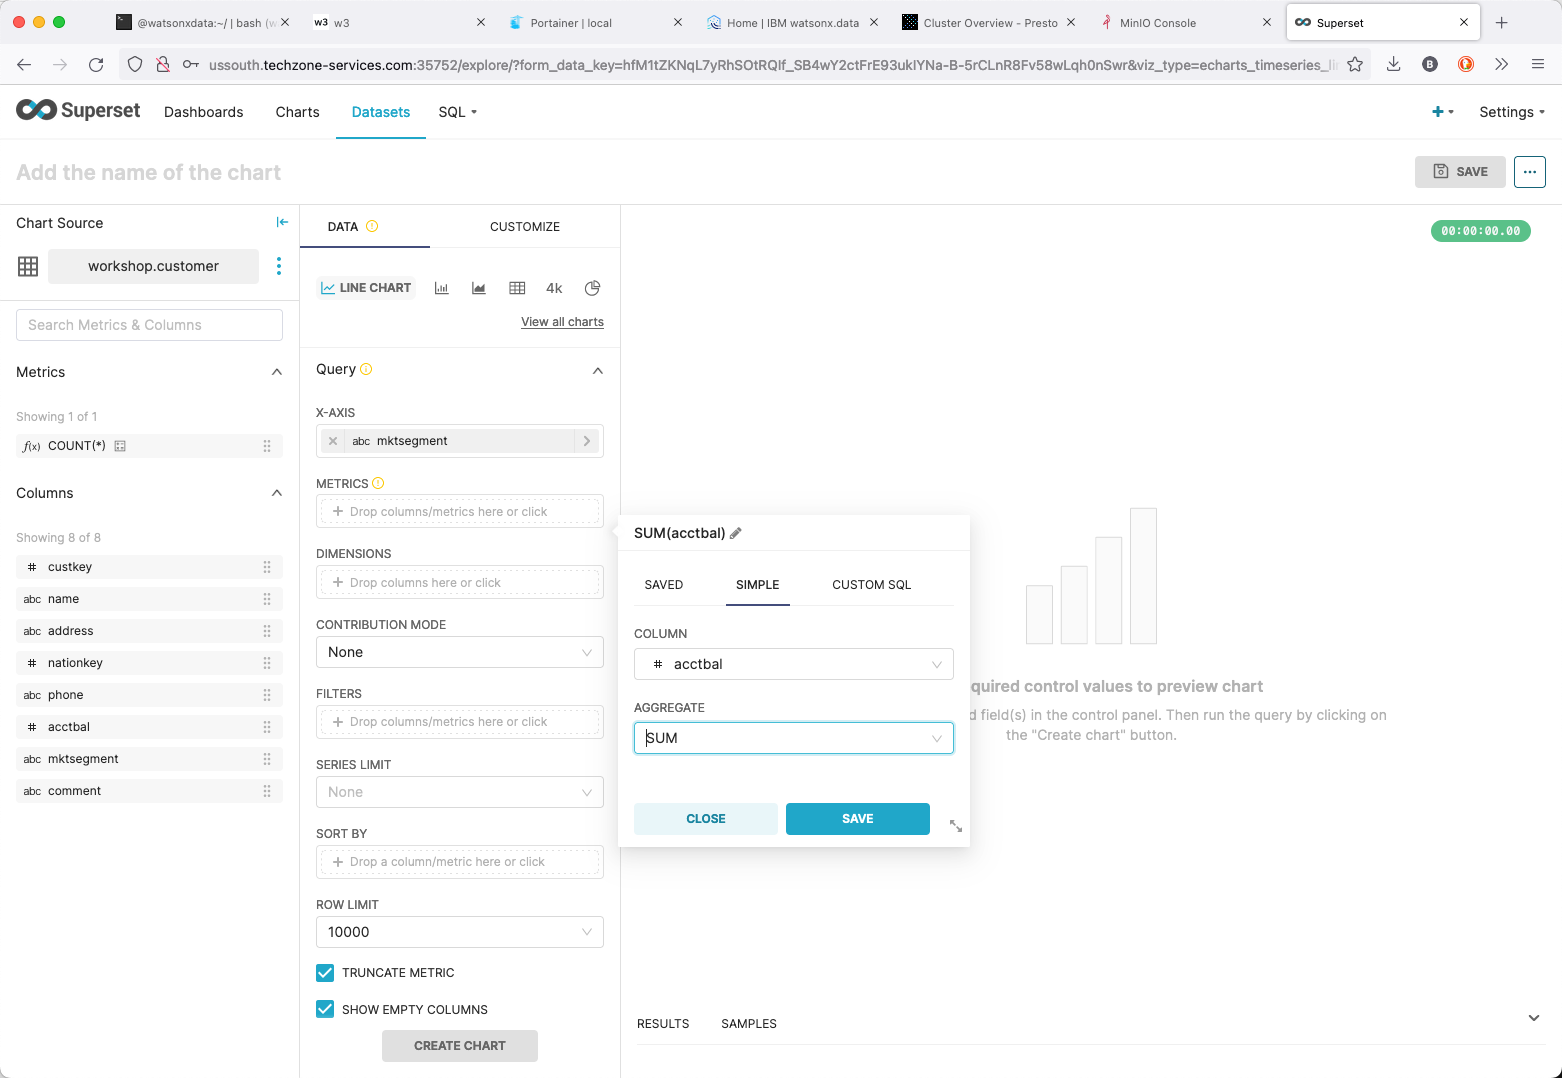 @watsonxdata:~/ | bash (w
w3 w3
Portainer | local
Home | IBM watsonx.data
Cluster Overview - Presto
MinIO Console
Superset
ussouth.techzone-services.com:35752/explore/?form_data_key=hfM1tZKNqL7yRhSOtRQIf_SB4wY2ctFrE93ukIYNa-B-5rCLnR8Fv58wLqh0nSwr&viz_type=echarts_timeseries_li
B
Superset
Dashboards
Charts
Datasets
SQL
Settings
Add the name of the chart
SAVE
Chart Source
workshop.customer
Search Metrics & Columns
Metrics
Showing 1 of 1
f(x) COUNT(*)
Columns
Showing 8 of 8
# custkey
abc name
abc address
# nationkey
abc phone
# acctbal
abc mktsegment
abc comment
DATA
CUSTOMIZE
LINE CHART
4k
View all charts
Query
X-AXIS
abc mktsegment
METRICS
Drop columns/metrics here or click
DIMENSIONS
Drop columns here or click
CONTRIBUTION MODE
None
FILTERS
Drop columns/metrics here or click
SERIES LIMIT
None
SORT BY
Drop a column/metric here or click
ROW LIMIT
10000
TRUNCATE METRIC
SHOW EMPTY COLUMNS
CREATE CHART
SUM(acctbal)
SAVED
SIMPLE
CUSTOM SQL
COLUMN
# acctbal
AGGREGATE
SUM
CLOSE
SAVE
00:00:00.00
quired control values to preview chart
d field(s) in the control panel. Then run the query by clicking on
the "Create chart" button.
RESULTS
SAMPLES